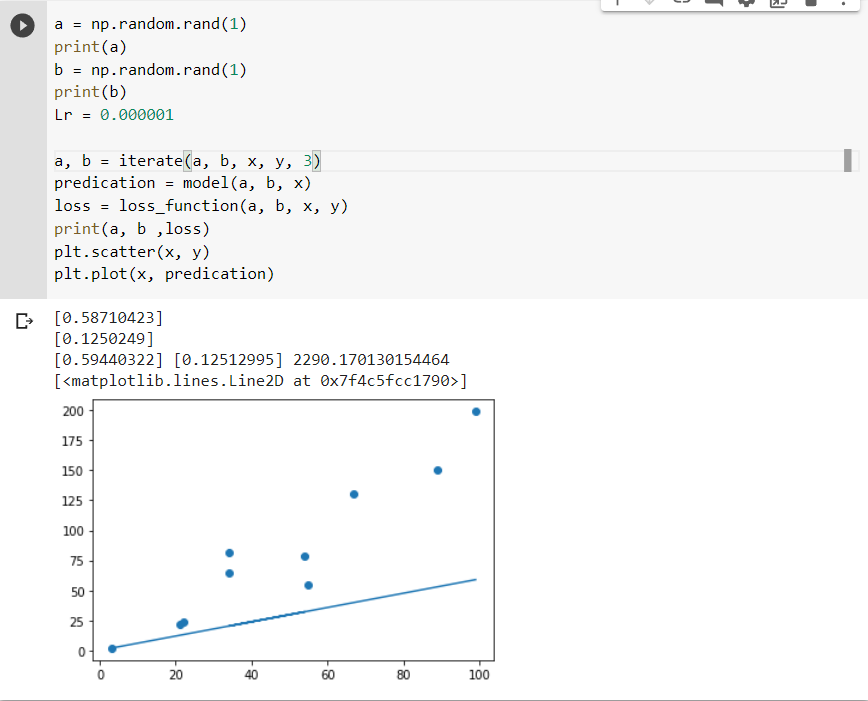 a = np.random.rand(1)
print(a)
b = np.random.rand(1)
print(b)
Lr = 0.000001
a, b = iterate(a, b, x, y, 3)
predication = model(a, b, x)
loss = loss_function(a, b, x, y)
print(a, b ,loss)
plt.scatter(x, y)
plt.plot(x, predication)
[0.58710423]
[0.1250249]
[0.59440322] [0.12512995] 2290.170130154464
[<matplotlib.lines.Line2D at 0x7f4c5fcc1790>]
200
175
150
125
100
75
50
25
0
0 20 40 60 80 100